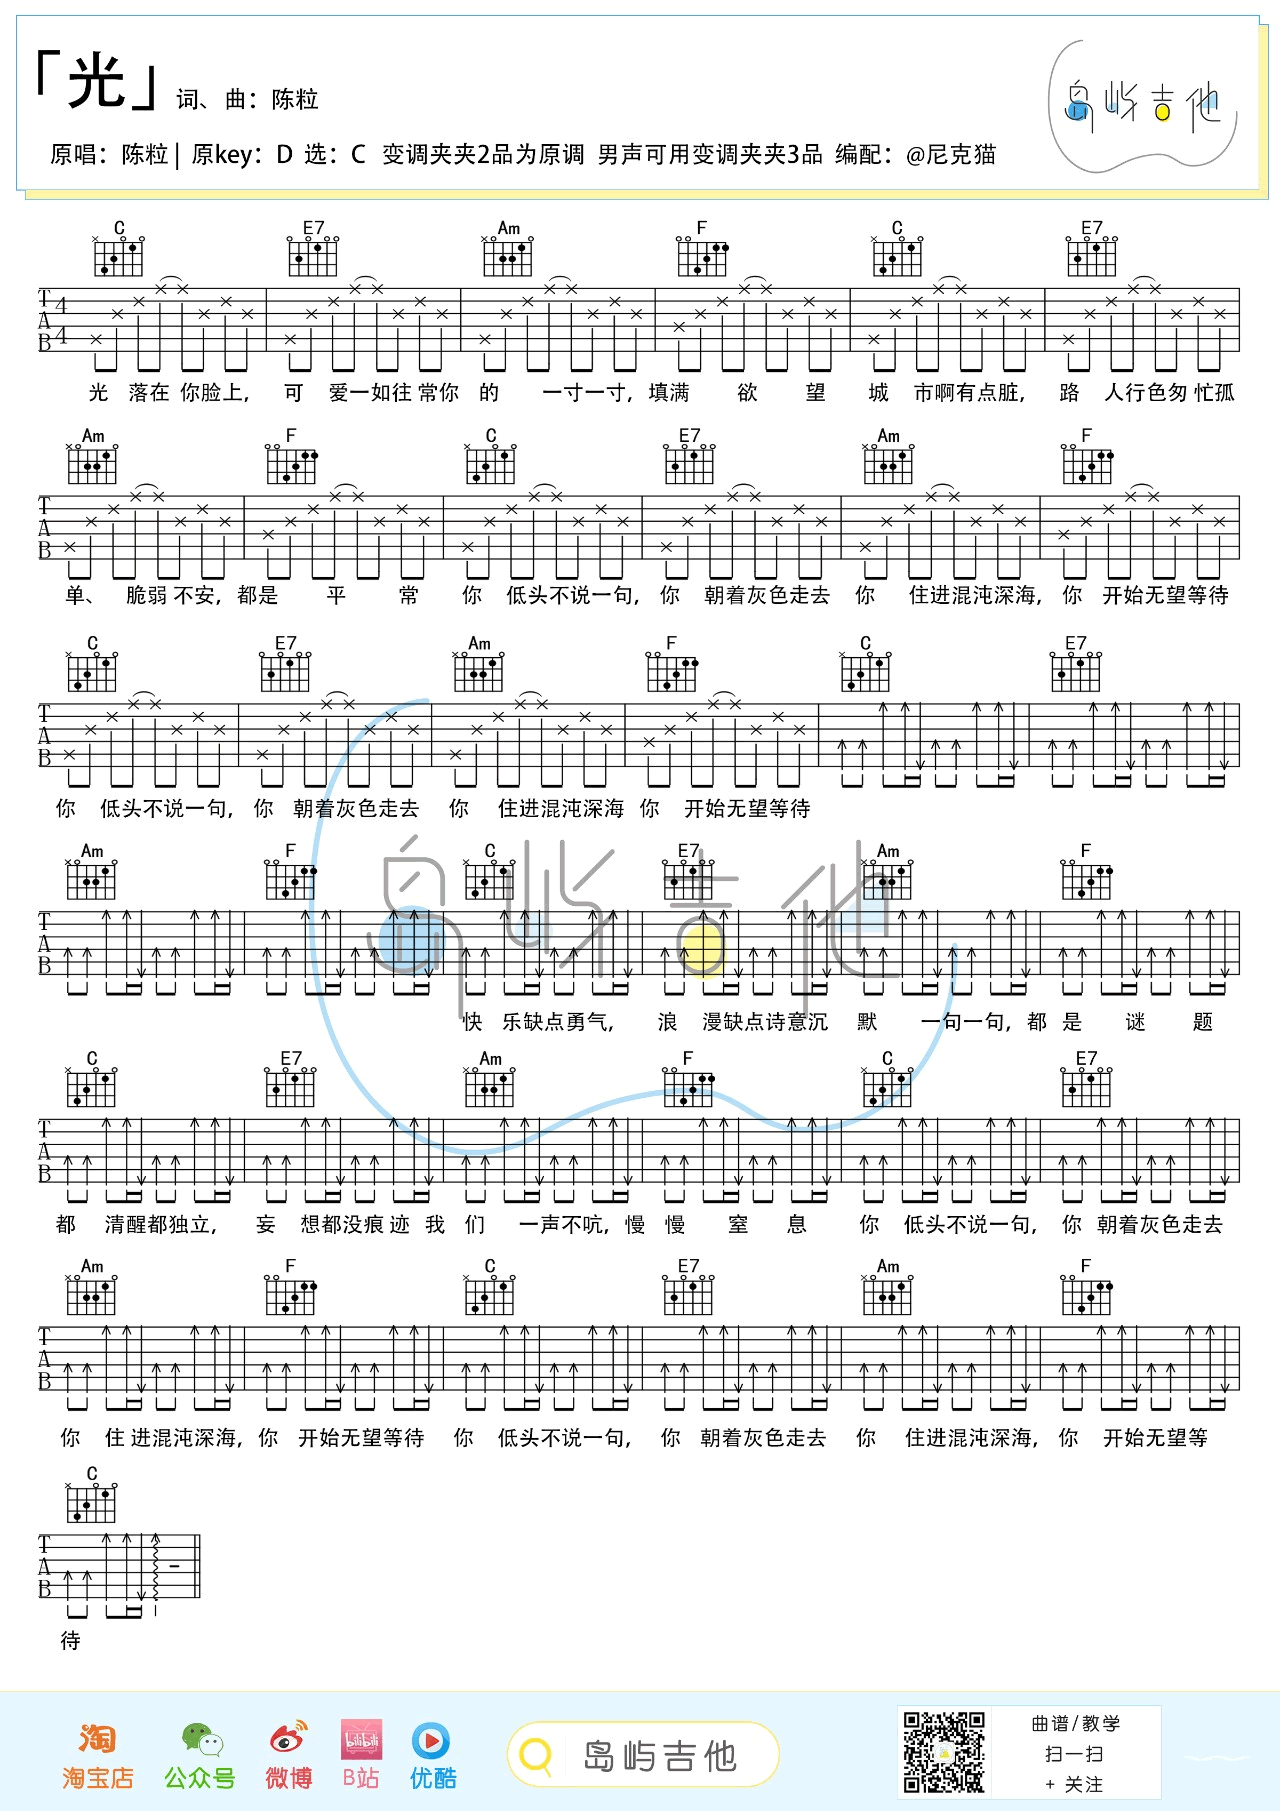 「光」 词、曲：陈粒
岛屿吉他
原唱：陈粒 | 原key：D 选：C 变调夹夹2品为原调 男声可用变调夹夹3品 编配：@尼克猫
C E7 Am F C E7
T A B 4 4
光 落在 你脸上， 可 爱一如往 常你 的 一寸一寸，填满 欲 望 城 市啊有点脏， 路 人行色匆 忙孤
Am F C E7 Am F
T A B
单、 脆弱 不安， 都是 平 常 你 低头不说一句，你 朝着灰色走去 你 住进混沌深海，你 开始无望等待
C E7 Am F C E7
T A B
你 低头不说一句，你 朝着灰色走去 你 住进混沌深海 你 开始无望等待
Am F C E7 Am F
T A B
岛屿吉他
快 乐缺点勇气， 浪 漫缺点诗意沉 默 一句一句，都 是 谜 题
C E7 Am F C E7
T A B
都 清醒都独立， 妄 想都没痕 迹 我 们 一声不吭，慢 慢 窒 息 你 低头不说一句，你 朝着灰色走去
Am F C E7 Am F
T A B
你 住 进混沌深海，你 开始无望等待 你 低头不说一句， 你 朝着灰色走去 你 住进混沌深海， 你 开始无望等
C
T A B
待
淘
bilibili
淘宝店 公众号 微博 B站 优酷
岛屿吉他
曲谱/教学
扫一扫
+ 关注